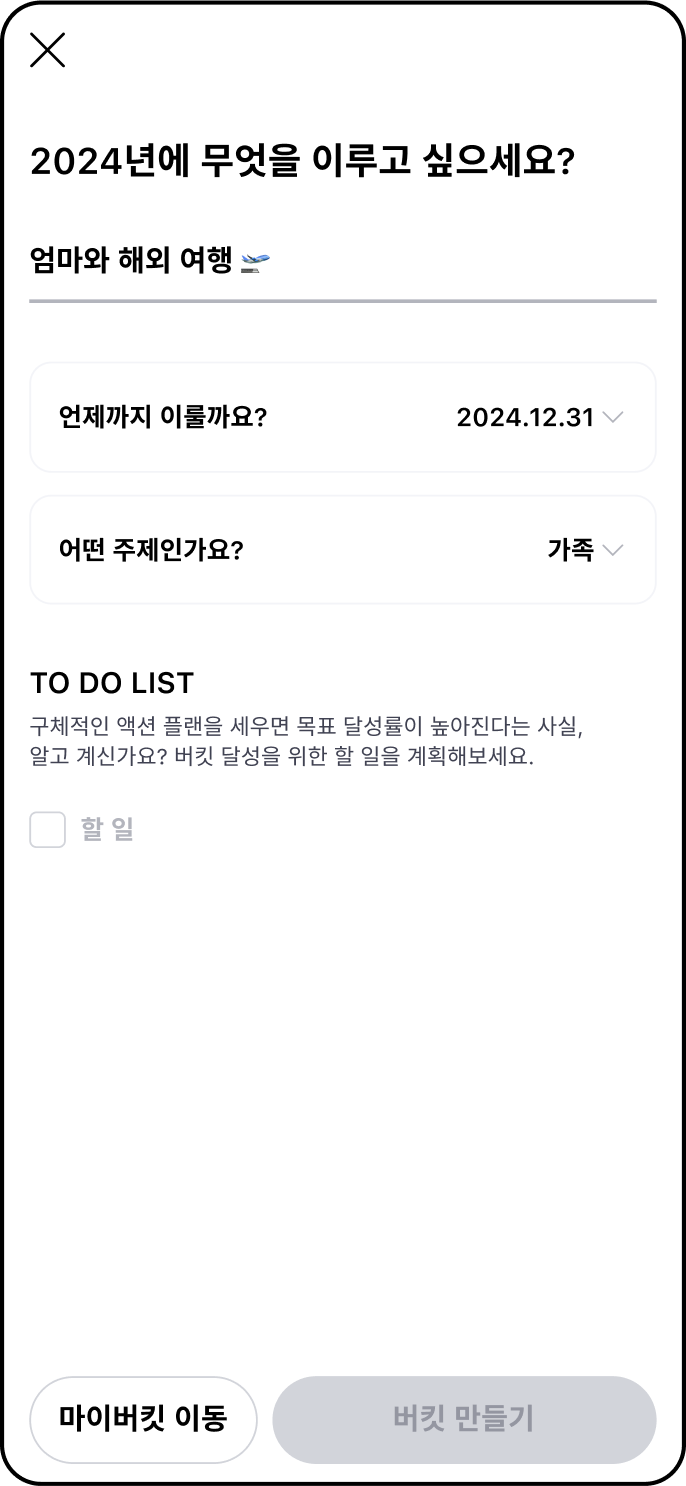 2024년에 무엇을 이루고 싶으세요?
엄마와 해외 여행 🛫
언제까지 이룰까요? 2024.12.31
어떤 주제인가요? 가족
TO DO LIST
구체적인 액션 플랜을 세우면 목표 달성률이 높아진다는 사실,
알고 계신가요? 버킷 달성을 위한 할 일을 계획해보세요.
할 일
마이버킷 이동 버킷 만들기